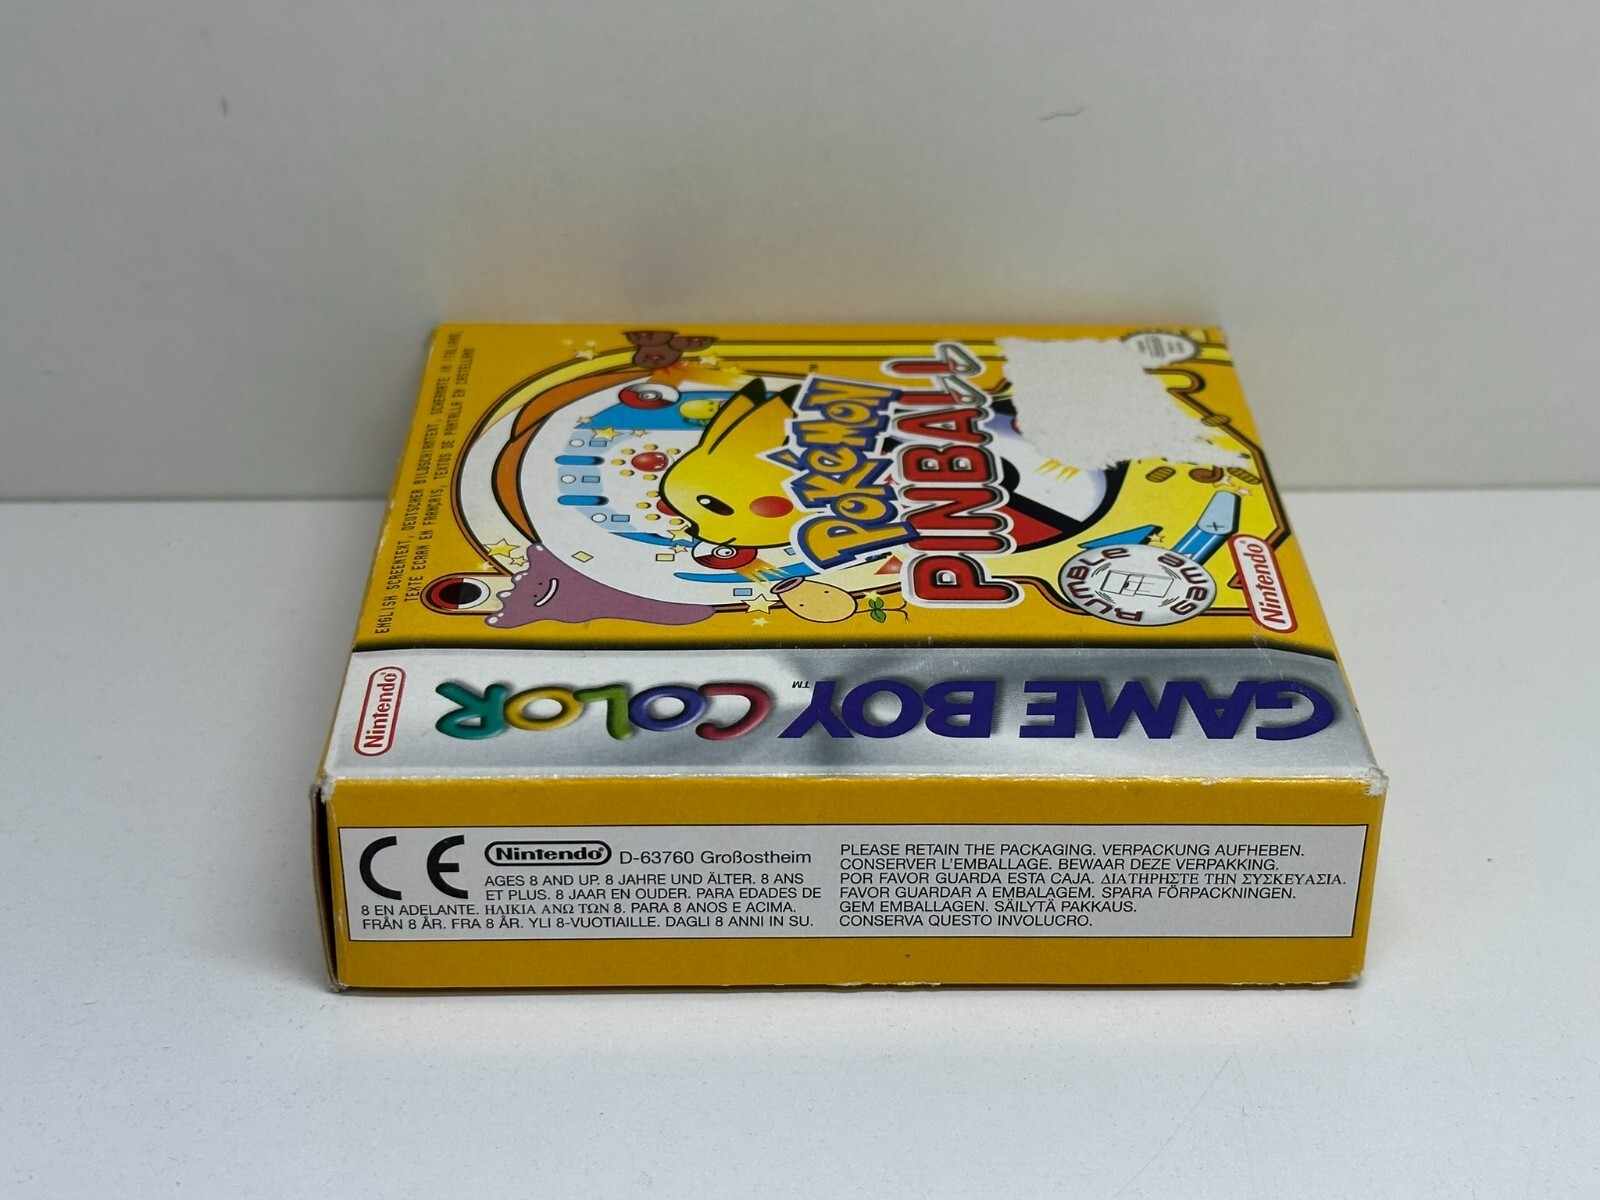 ENGLISH SCREENTEXT, DEUTSCHER BILDSCHIRMTEXT, SCHERMATE IN ITALIANO,
TEXTE ECRAN EN FRANÇAIS, TEXTOS DE PANTALLA EN CASTELLANO
POKéMON™
PINBALL
RUMBLE
GAME
Nintendo®
Nintendo®
GAME BOY™ COLOR
CE
Nintendo® D-63760 Großostheim
AGES 8 AND UP. 8 JAHRE UND ÄLTER. 8 ANS
ET PLUS. 8 JAAR EN OUDER. PARA EDADES DE
8 EN ADELANTE. ΗΛΙΚΙΑ ΑΝΩ ΤΩΝ 8. PARA 8 ANOS E ACIMA.
FRÅN 8 ÅR. FRA 8 ÅR. YLI 8-VUOTIAILLE. DAGLI 8 ANNI IN SU.
PLEASE RETAIN THE PACKAGING. VERPACKUNG AUFHEBEN.
CONSERVER L'EMBALLAGE. BEWAAR DEZE VERPAKKING.
POR FAVOR GUARDA ESTA CAJA. ΔΙΑΤΗΡΗΣΤΕ ΤΗΝ ΣΥΣΚΕΥΑΣΙΑ.
FAVOR GUARDAR A EMBALAGEM. SPARA FÖRPACKNINGEN.
GEM EMBALLAGEN. SÄILYTÄ PAKKAUS.
CONSERVA QUESTO INVOLUCRO.